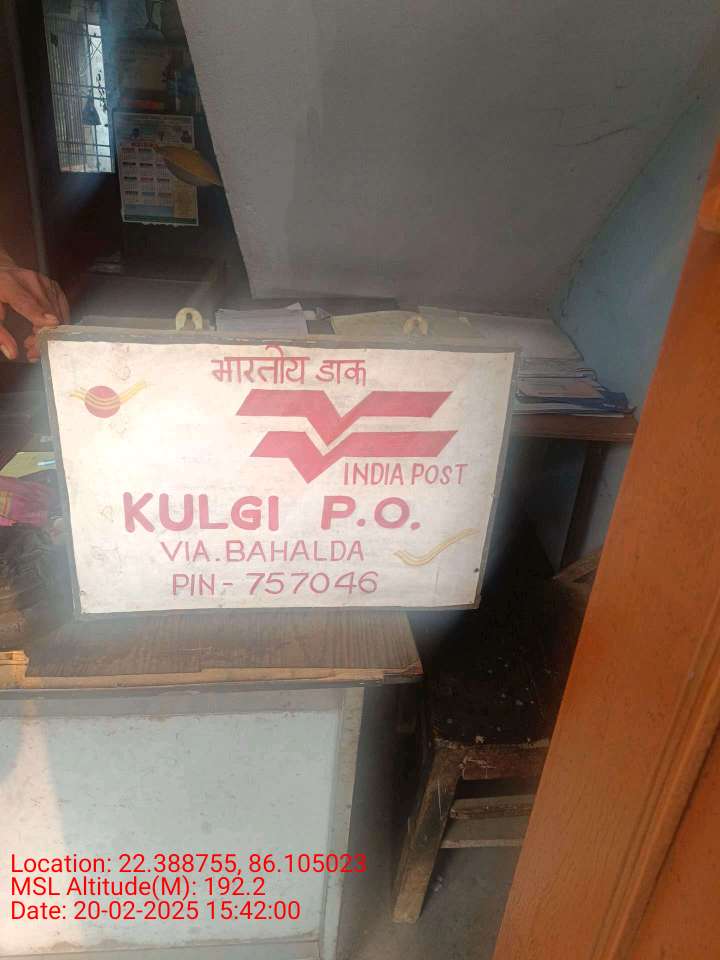 भारतीय डाक
INDIA POST
KULGI P.O.
VIA. BAHALDA
PIN - 757046
Location: 22.388755, 86.105023
MSL Altitude(M): 192.2
Date: 20-02-2025 15:42:00